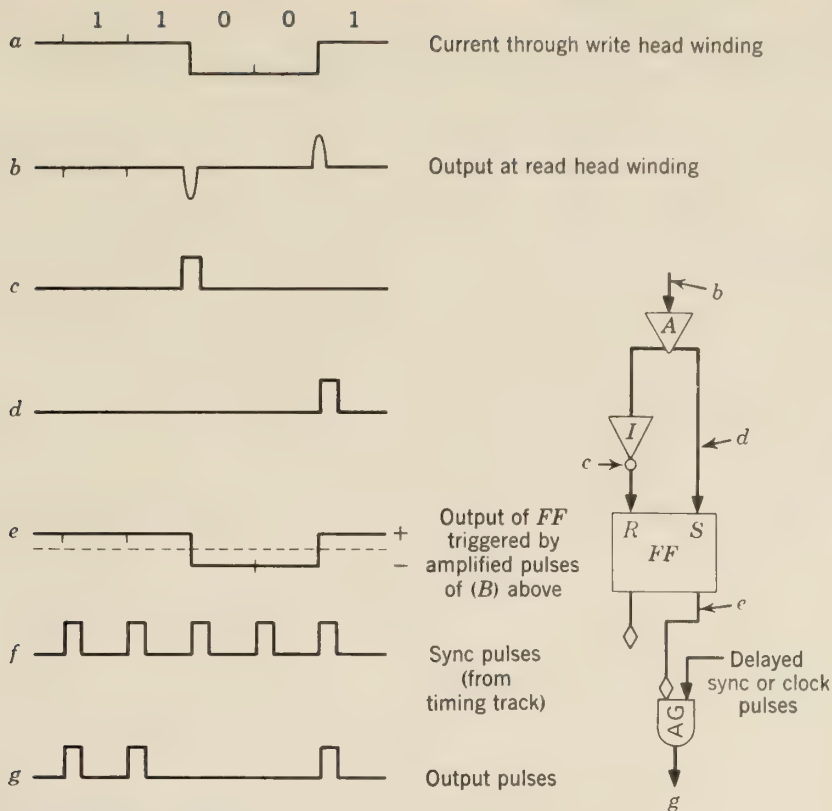 1 1 0 0 1
a Current through write head winding
b Output at read head winding
c
d
e + Output of FF
− triggered by
amplified pulses
of (B) above
f Sync pulses
(from
timing track)
g Output pulses
b
A
I
d
c
R S
FF
e
Delayed
sync or clock
pulses
AG
g